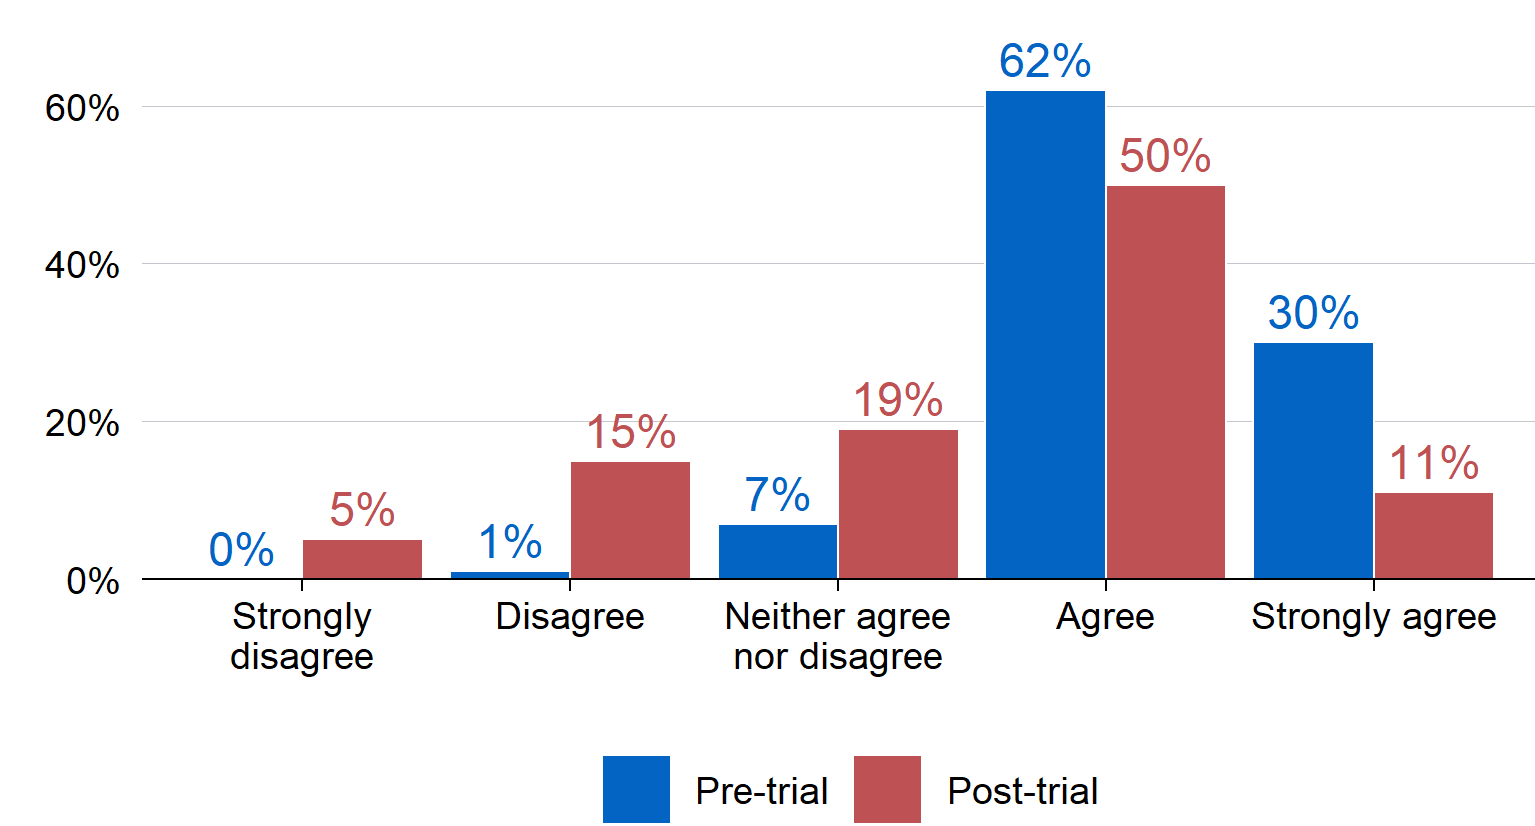 62%
60%
50%
40%
30%
20%
19%
15%
11%
7%
5%
1%
0%
0%
Strongly disagree
Disagree
Neither agree nor disagree
Agree
Strongly agree
Pre-trial
Post-trial